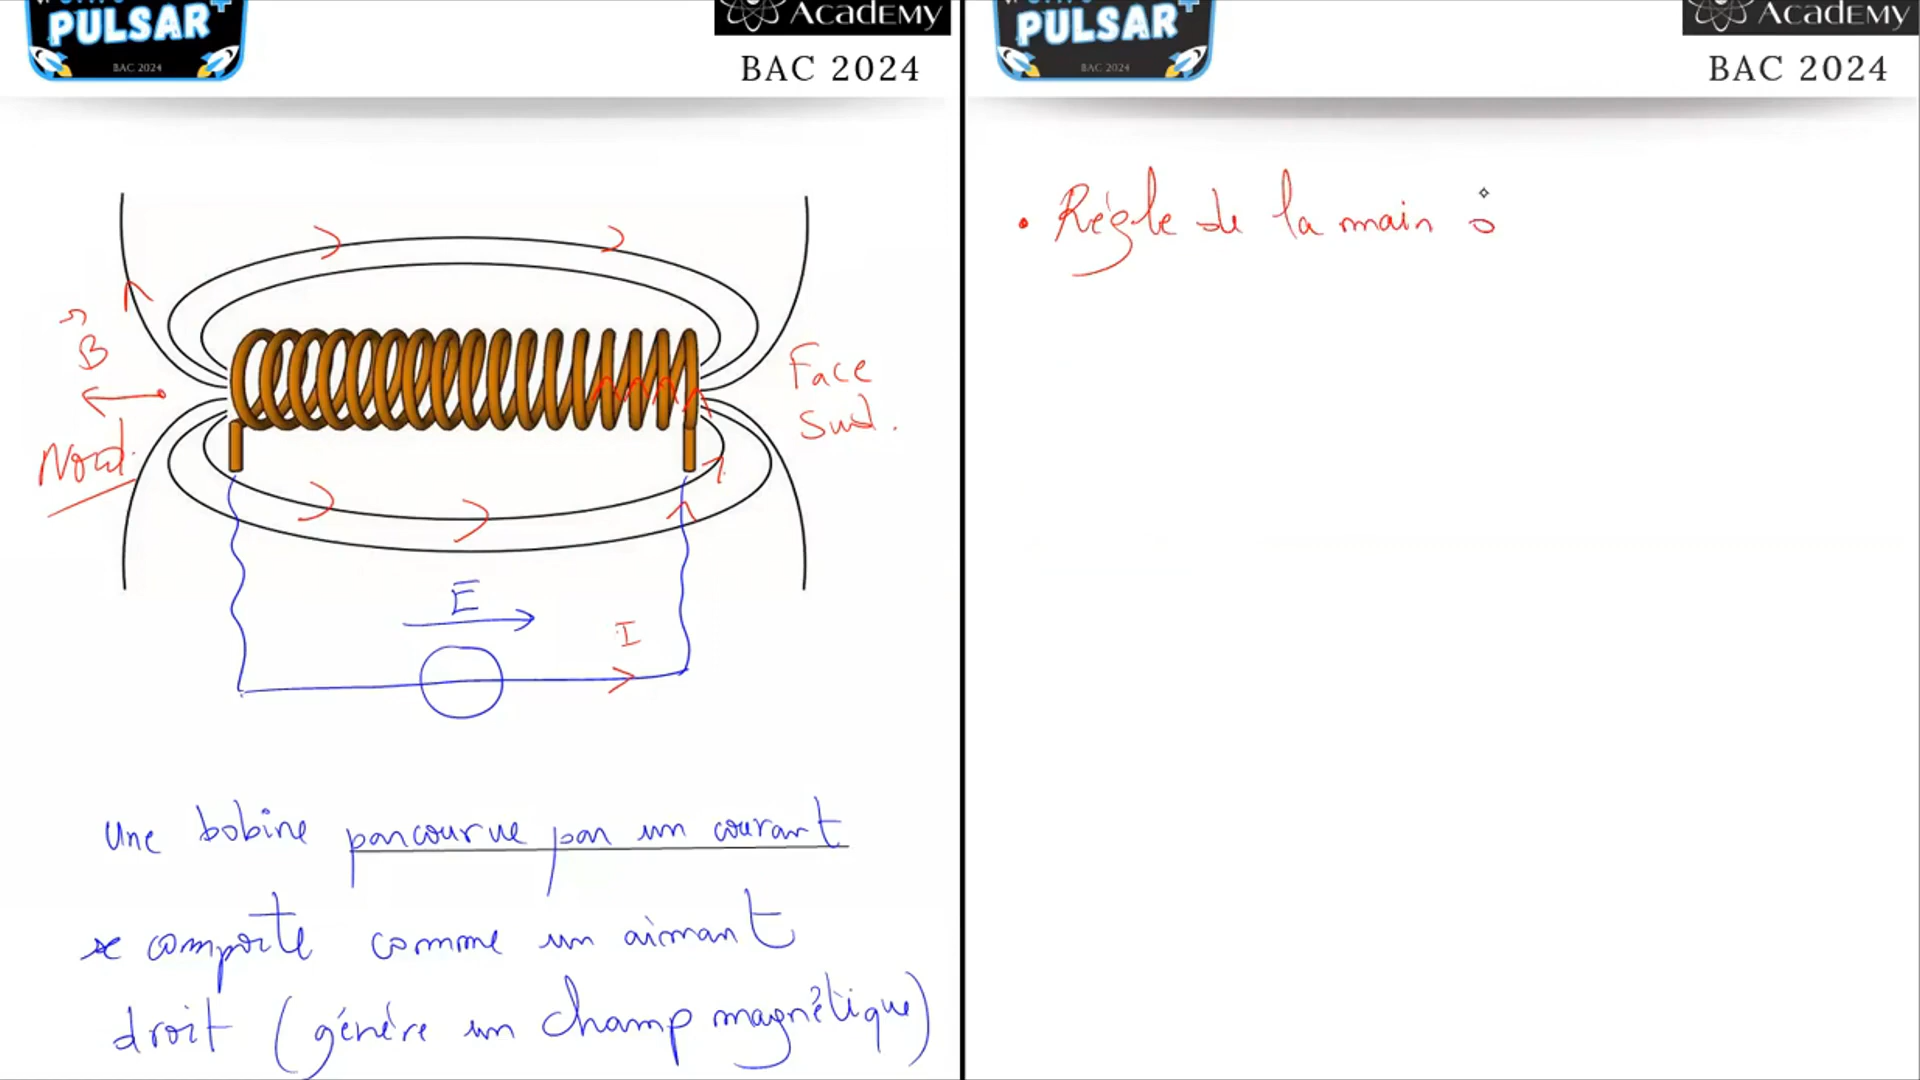 PULSAR
BAC 2024
AcadEMy
BAC 2024
B
Nord.
Face
Sud.
E
I
Une bobine parcourue par un courant
se comporte comme un aimant
droit (génère un champ magnétique)
PULSAR
BAC 2024
AcadEMy
BAC 2024
• Règle de la main